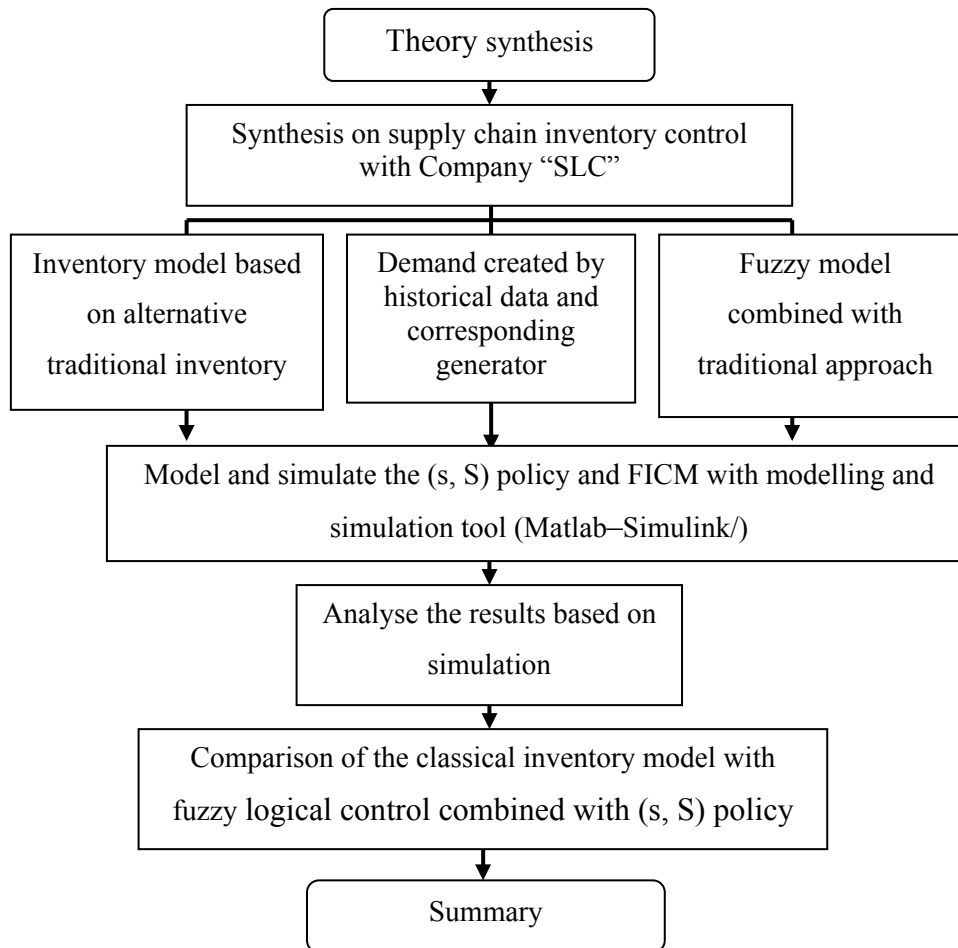 Theory synthesis
Synthesis on supply chain inventory control
with Company “SLC”
Inventory model based
on alternative
traditional inventory
Demand created by
historical data and
corresponding
generator
Fuzzy model
combined with
traditional approach
Model and simulate the (s, S) policy and FICM with modelling and
simulation tool (Matlab–Simulink/)
Analyse the results based on
simulation
Comparison of the classical inventory model with
fuzzy logical control combined with (s, S) policy
Summary